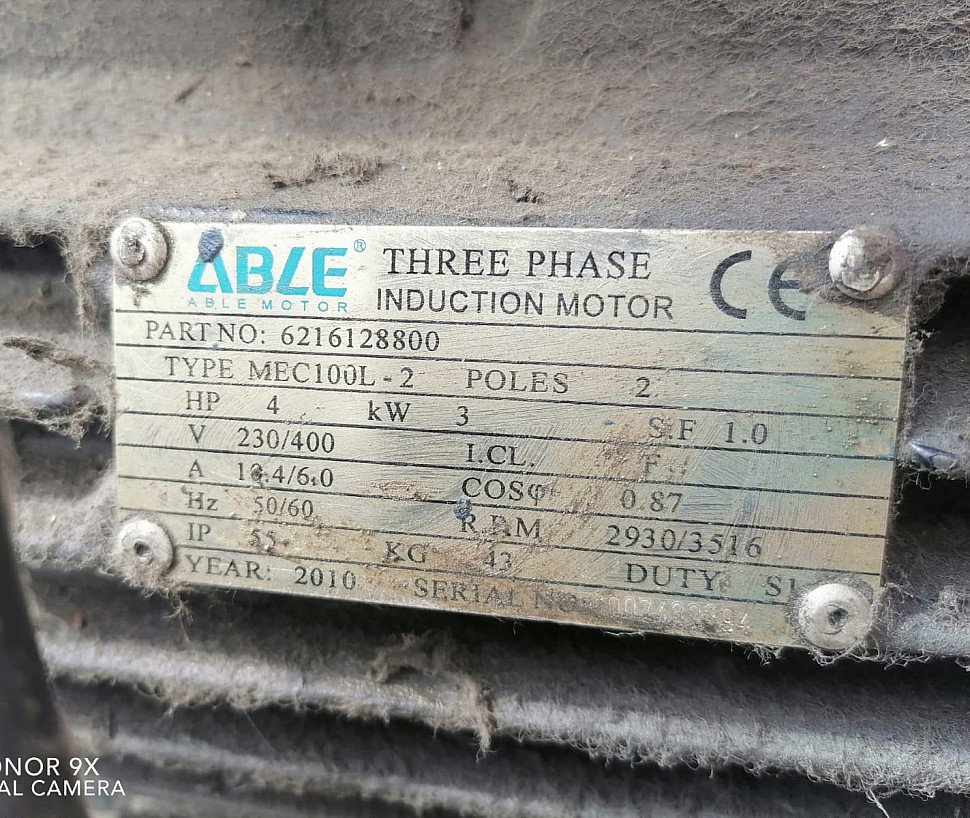 ABLE® THREE PHASE
ABLE MOTOR INDUCTION MOTOR CE
PART NO: 6216128800
TYPE MEC100L-2 POLES 2
HP 4 kW 3 S.F 1.0
V 230/400 I.CL. F
A 10.4/6.0 COSφ 0.87
Hz 50/60 R.P.M 2930/3516
IP 55 KG 43 DUTY S1
YEAR: 2010 SERIAL NO
HONOR 9X
CAMERA